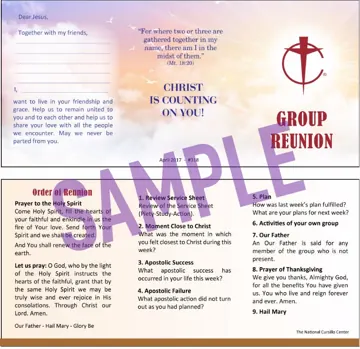 Dear Jesus,
Together with my friends,
I,
want to live in your friendship and
grace. Help us to remain united to
you and to each other and help us to
share your love with all the people
we encounter. May we never be
parted from you.
“For where two or three are
gathered together in my
name, there am I in the
midst of them.”
(Mt. 18:20)
CHRIST
IS COUNTING
ON YOU!
April 2017 - #318
GROUP
REUNION
SAMPLE
Order of Reunion
Prayer to the Holy Spirit
Come Holy Spirit, fill the hearts of
your faithful and enkindle in us the
fire of Your love. Send forth Your
Spirit and we shall be created.
And You shall renew the face of the
earth.
Let us pray: O God, who by the light
of the Holy Spirit instructs the
hearts of the faithful, grant that by
the same Holy Spirit we may be
truly wise and ever rejoice in His
consolations. Through Christ our
Lord, Amen.
Our Father - Hail Mary - Glory Be
1. Review Service Sheet
Review of the Service Sheet
(Piety-Study-Action).
2. Moment Close to Christ
What was the moment in which
you felt closest to Christ during this
week?
3. Apostolic Success
What apostolic success has
occurred in your life this week?
4. Apostolic Failure
What apostolic action did not turn
out as you had planned?
5. Plan
How was last week’s plan fulfilled?
What are your plans for next week?
6. Activities of your own group
7. Our Father
An Our Father is said for any
member of the group who is not
present.
8. Prayer of Thanksgiving
We give you thanks, Almighty God,
for all the benefits You have given
us. You who live and reign forever
and ever. Amen.
9. Hail Mary
The National Cursillo Center